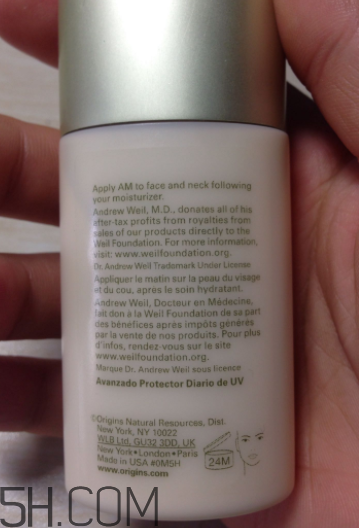 Apply AM to face and neck following
your moisturizer.
Andrew Weil, M.D., donates all of his
after-tax profits from royalties from
sales of our products directly to the
Weil Foundation. For more information,
visit: www.weilfoundation.org.
Dr. Andrew Weil Trademark Under License
Appliquer le matin sur la peau du visage
et du cou, après le soin hydratant.
Andrew Weil, Docteur en Médecine,
fait don à la Weil Foundation de sa part
des bénéfices après impôts générés
par la vente de nos produits. Pour plus
d'infos, rendez-vous sur le site
www.weilfoundation.org.
Marque Dr. Andrew Weil sous licence
Avanzado Protector Diario de UV
©Origins Natural Resources, Dist.
New York, NY 10022
WLB Ltd, GU32 3DD, UK
New York•London•Paris
Made in USA #0M5H
www.origins.com
24M
5H.COM